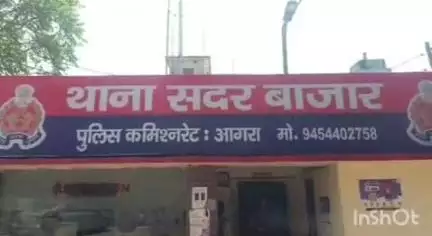 थाना सदर बाजार
पुलिस कमिश्नरेट : आगरा मो. 9454402758
InShOt